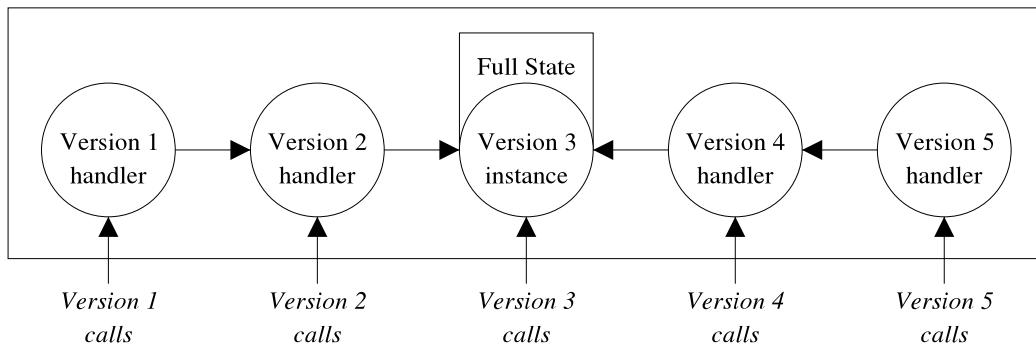 Full State
Version 1
handler
Version 2
handler
Version 3
instance
Version 4
handler
Version 5
handler
Version 1
calls
Version 2
calls
Version 3
calls
Version 4
calls
Version 5
calls